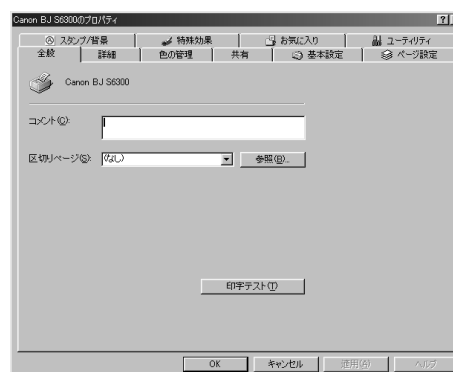 Canon BJ S6300のプロパティ
スタンプ/背景 特殊効果 お気に入り ユーティリティ
全般 詳細 色の管理 共有 基本設定 ページ設定
Canon BJ S6300
コメント(C):
区切りページ(S): (なし) 参照(B)...
印字テスト(T)
OK キャンセル 適用(A) ヘルプ